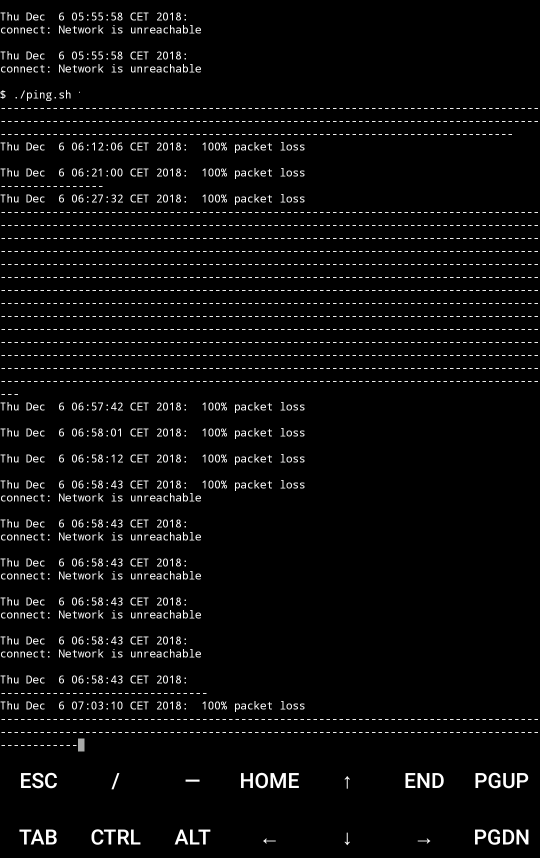 Thu Dec  6 05:55:58 CET 2018:
connect: Network is unreachable
Thu Dec  6 05:55:58 CET 2018:
connect: Network is unreachable
$ ./ping.sh
-----------------------------------------------------------------------------------
-----------------------------------------------------------------------------------
-------------------------------------------------------------------------------
Thu Dec  6 06:12:06 CET 2018:  100% packet loss
Thu Dec  6 06:21:00 CET 2018:  100% packet loss
----------------
Thu Dec  6 06:27:32 CET 2018:  100% packet loss
-----------------------------------------------------------------------------------
-----------------------------------------------------------------------------------
-----------------------------------------------------------------------------------
-----------------------------------------------------------------------------------
-----------------------------------------------------------------------------------
-----------------------------------------------------------------------------------
-----------------------------------------------------------------------------------
-----------------------------------------------------------------------------------
-----------------------------------------------------------------------------------
-----------------------------------------------------------------------------------
-----------------------------------------------------------------------------------
-----------------------------------------------------------------------------------
-----------------------------------------------------------------------------------
-----------------------------------------------------------------------------------
---
Thu Dec  6 06:57:42 CET 2018:  100% packet loss
Thu Dec  6 06:58:01 CET 2018:  100% packet loss
Thu Dec  6 06:58:12 CET 2018:  100% packet loss
Thu Dec  6 06:58:43 CET 2018:  100% packet loss
connect: Network is unreachable
Thu Dec  6 06:58:43 CET 2018:
connect: Network is unreachable
Thu Dec  6 06:58:43 CET 2018:
connect: Network is unreachable
Thu Dec  6 06:58:43 CET 2018:
connect: Network is unreachable
Thu Dec  6 06:58:43 CET 2018:
connect: Network is unreachable
Thu Dec  6 06:58:43 CET 2018:
--------------------------------
Thu Dec  6 07:03:10 CET 2018:  100% packet loss
-----------------------------------------------------------------------------------
-----------------------------------------------------------------------------------
------------
ESC / — HOME ↑ END PGUP
TAB CTRL ALT ← ↓ → PGDN